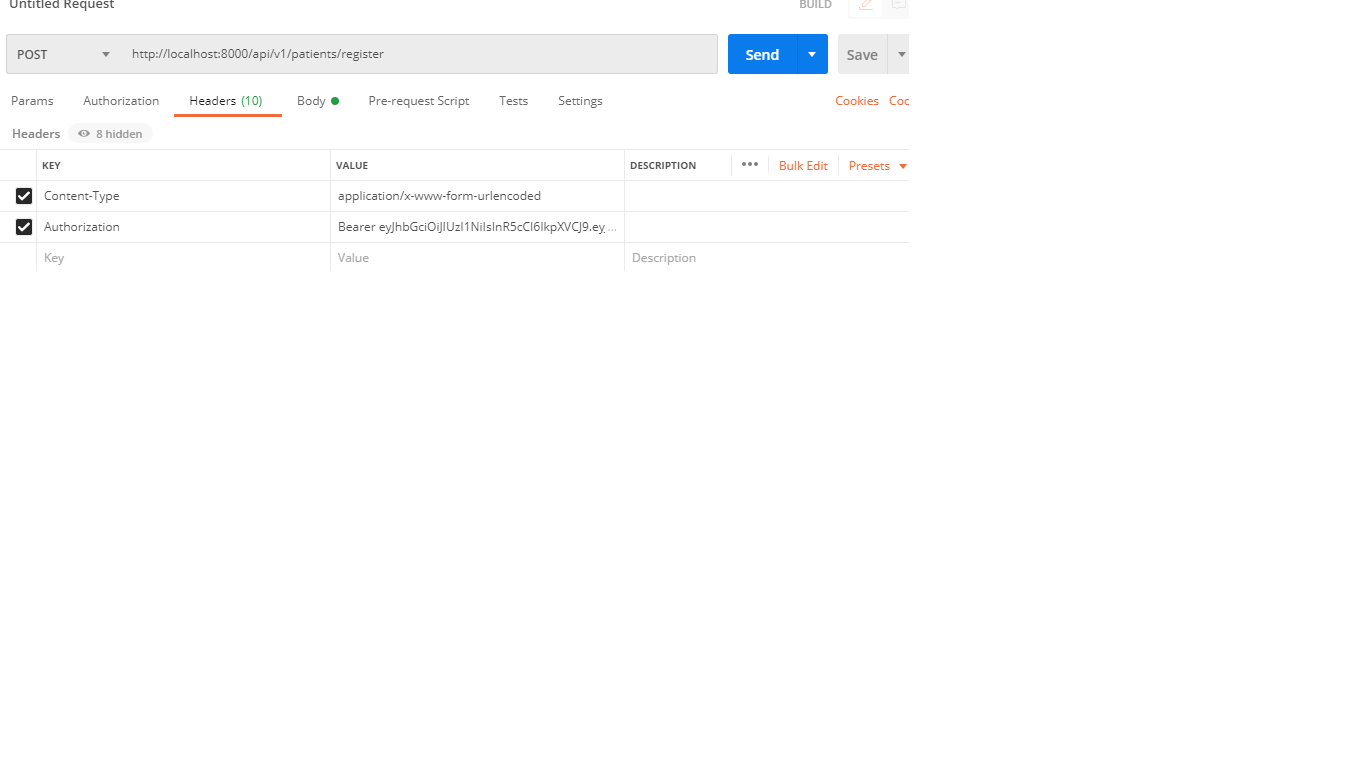 Untitled Request BUILD
POST http://localhost:8000/api/v1/patients/register Send Save
Params Authorization Headers (10) Body Pre-request Script Tests Settings Cookies Coc
Headers 8 hidden
KEY VALUE DESCRIPTION ••• Bulk Edit Presets
Content-Type application/x-www-form-urlencoded
Authorization Bearer eyJhbGciOiJIUzI1NiIsInR5cCI6IkpXVCJ9.ey ...
Key Value Description